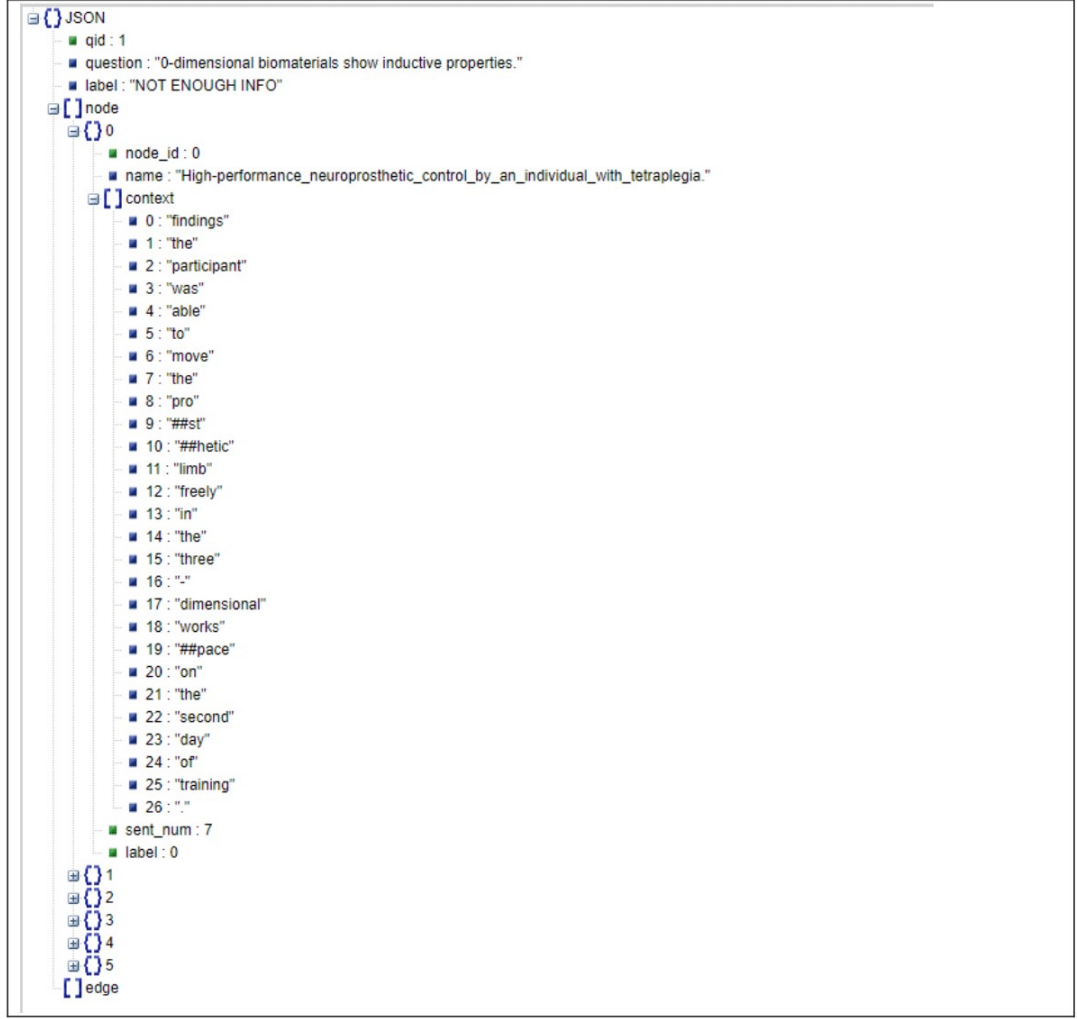 {} JSON
qid : 1
question : "0-dimensional biomaterials show inductive properties."
label : "NOT ENOUGH INFO"
[] node
{} 0
node_id : 0
name : "High-performance_neuroprosthetic_control_by_an_individual_with_tetraplegia."
[] context
0 : "findings"
1 : "the"
2 : "participant"
3 : "was"
4 : "able"
5 : "to"
6 : "move"
7 : "the"
8 : "pro"
9 : "##st"
10 : "##hetic"
11 : "limb"
12 : "freely"
13 : "in"
14 : "the"
15 : "three"
16 : "-"
17 : "dimensional"
18 : "works"
19 : "##pace"
20 : "on"
21 : "the"
22 : "second"
23 : "day"
24 : "of"
25 : "training"
26 : "."
sent_num : 7
label : 0
{} 1
{} 2
{} 3
{} 4
{} 5
[] edge